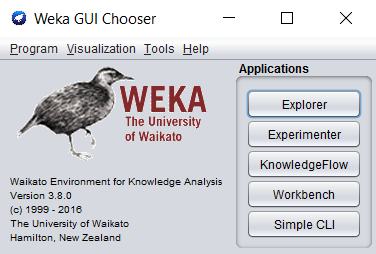 Weka GUI Chooser
Program Visualization Tools Help
Applications
WEKA
The University
of Waikato
Explorer
Experimenter
KnowledgeFlow
Workbench
Simple CLI
Waikato Environment for Knowledge Analysis
Version 3.8.0
(c) 1999 - 2016
The University of Waikato
Hamilton, New Zealand